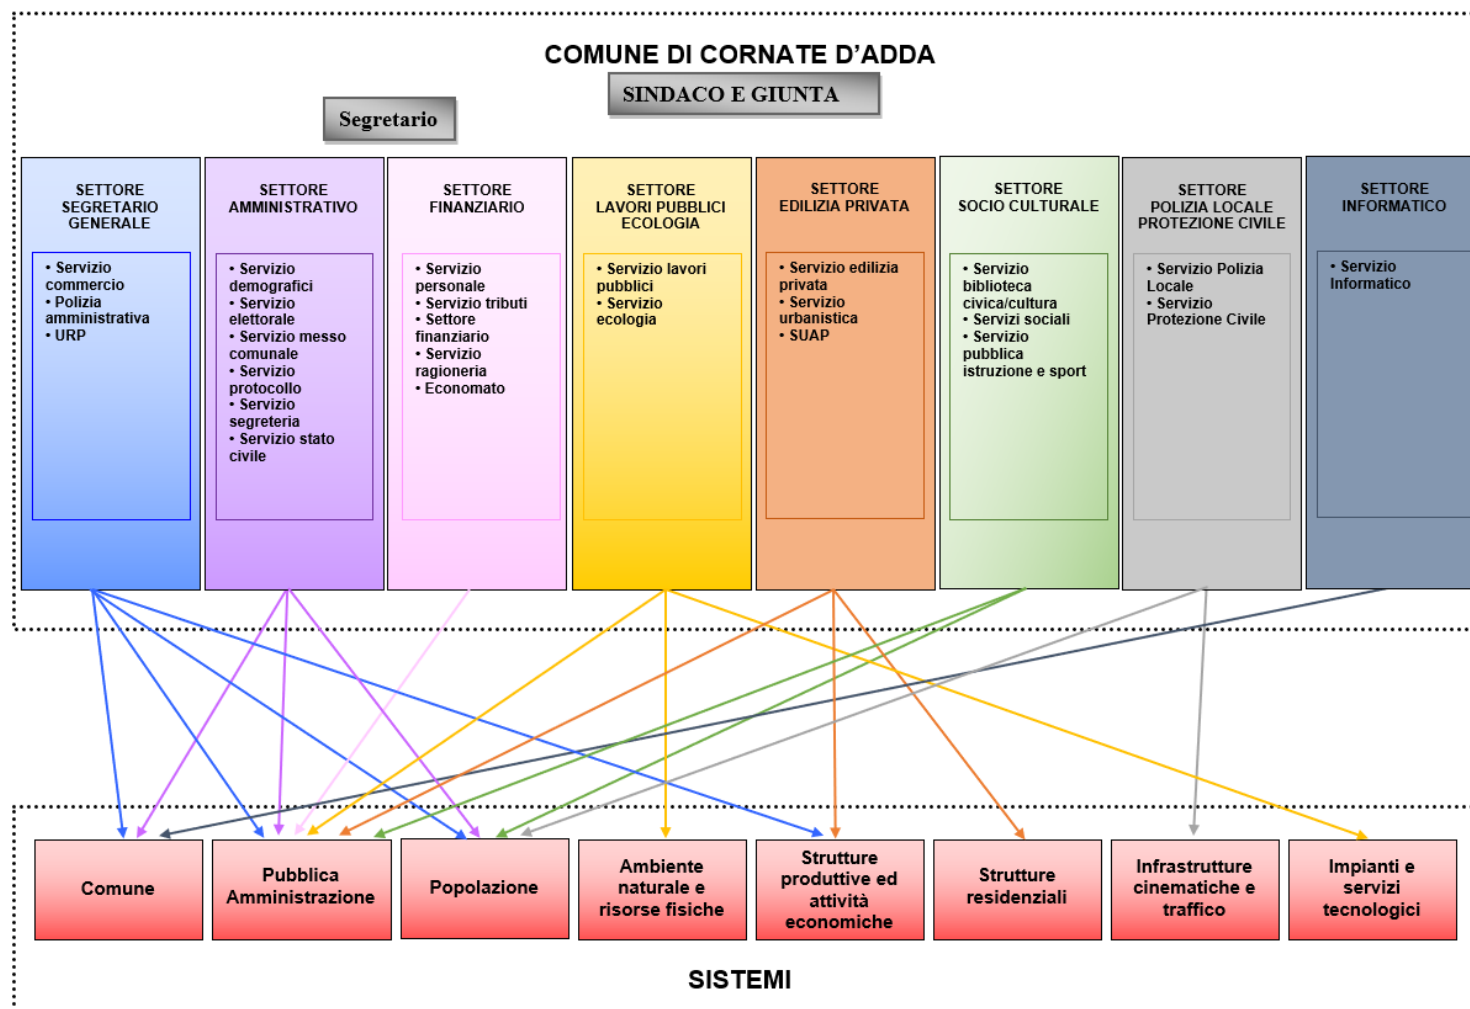 COMUNE DI CORNATE D'ADDA
SINDACO E GIUNTA
Segretario
SETTORE
SEGRETARIO
GENERALE
• Servizio
commercio
• Polizia
amministrativa
• URP
SETTORE
AMMINISTRATIVO
• Servizio
demografici
• Servizio
elettorale
• Servizio messo
comunale
• Servizio
protocollo
• Servizio
segreteria
• Servizio stato
civile
SETTORE
FINANZIARIO
• Servizio
personale
• Servizio tributi
• Settore
finanziario
• Servizio
ragioneria
• Economato
SETTORE
LAVORI PUBBLICI
ECOLOGIA
• Servizio lavori
pubblici
• Servizio
ecologia
SETTORE
EDILIZIA PRIVATA
• Servizio edilizia
privata
• Servizio
urbanistica
• SUAP
SETTORE
SOCIO CULTURALE
• Servizio
biblioteca
civica/cultura
• Servizi sociali
• Servizio
pubblica
istruzione e sport
SETTORE
POLIZIA LOCALE
PROTEZIONE CIVILE
• Servizio Polizia
Locale
• Servizio
Protezione Civile
SETTORE
INFORMATICO
• Servizio
Informatico
Comune
Pubblica
Amministrazione
Popolazione
Ambiente
naturale e
risorse fisiche
Strutture
produttive ed
attività
economiche
Strutture
residenziali
Infrastrutture
cinematiche e
traffico
Impianti e
servizi
tecnologici
SISTEMI